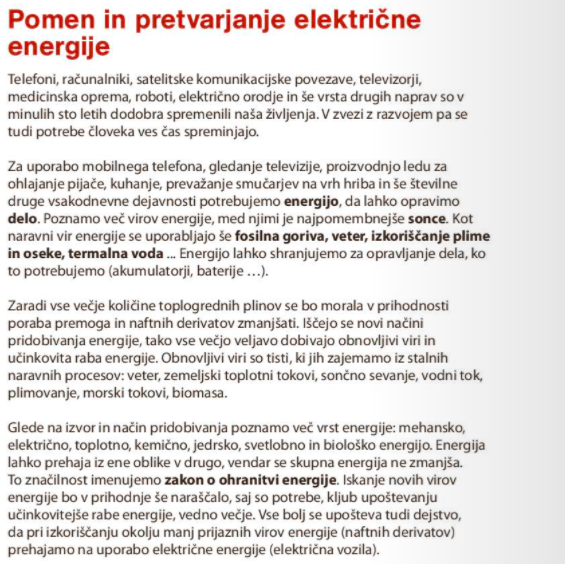 Pomen in pretvarjanje električne
energije
Telefoni, računalniki, satelitske komunikacijske povezave, televizorji,
medicinska oprema, roboti, električno orodje in še vrsta drugih naprav so v
minulih sto letih dodobra spremenili naša življenja. V zvezi z razvojem pa se
tudi potrebe človeka ves čas spreminjajo.
Za uporabo mobilnega telefona, gledanje televizije, proizvodnjo ledu za
ohlajanje pijače, kuhanje, prevažanje smučarjev na vrh hriba in še številne
druge vsakodnevne dejavnosti potrebujemo energijo, da lahko opravimo
delo. Poznamo več virov energije, med njimi je najpomembnejše sonce. Kot
naravni vir energije se uporabljajo še fosilna goriva, veter, izkoriščanje plime
in oseke, termalna voda ... Energijo lahko shranjujemo za opravljanje dela, ko
to potrebujemo (akumulatorji, baterije ...).
Zaradi vse večje količine toplogrednih plinov se bo morala v prihodnosti
poraba premoga in naftnih derivatov zmanjšati. Iščejo se novi načini
pridobivanja energije, tako vse večjo veljavo dobivajo obnovljivi viri in
učinkovita raba energije. Obnovljivi viri so tisti, ki jih zajemamo iz stalnih
naravnih procesov: veter, zemeljski toplotni tokovi, sončno sevanje, vodni tok,
plimovanje, morski tokovi, biomasa.
Glede na izvor in način pridobivanja poznamo več vrst energije: mehansko,
električno, toplotno, kemično, jedrsko, svetlobno in biološko energijo. Energija
lahko prehaja iz ene oblike v drugo, vendar se skupna energija ne zmanjša.
To značilnost imenujemo zakon o ohranitvi energije. Iskanje novih virov
energije bo v prihodnje še naraščalo, saj so potrebe, kljub upoštevanju
učinkovitejše rabe energije, vedno večje. Vse bolj se upošteva tudi dejstvo,
da pri izkoriščanju okolju manj prijaznih virov energije (naftnih derivatov)
prehajamo na uporabo električne energije (električna vozila).